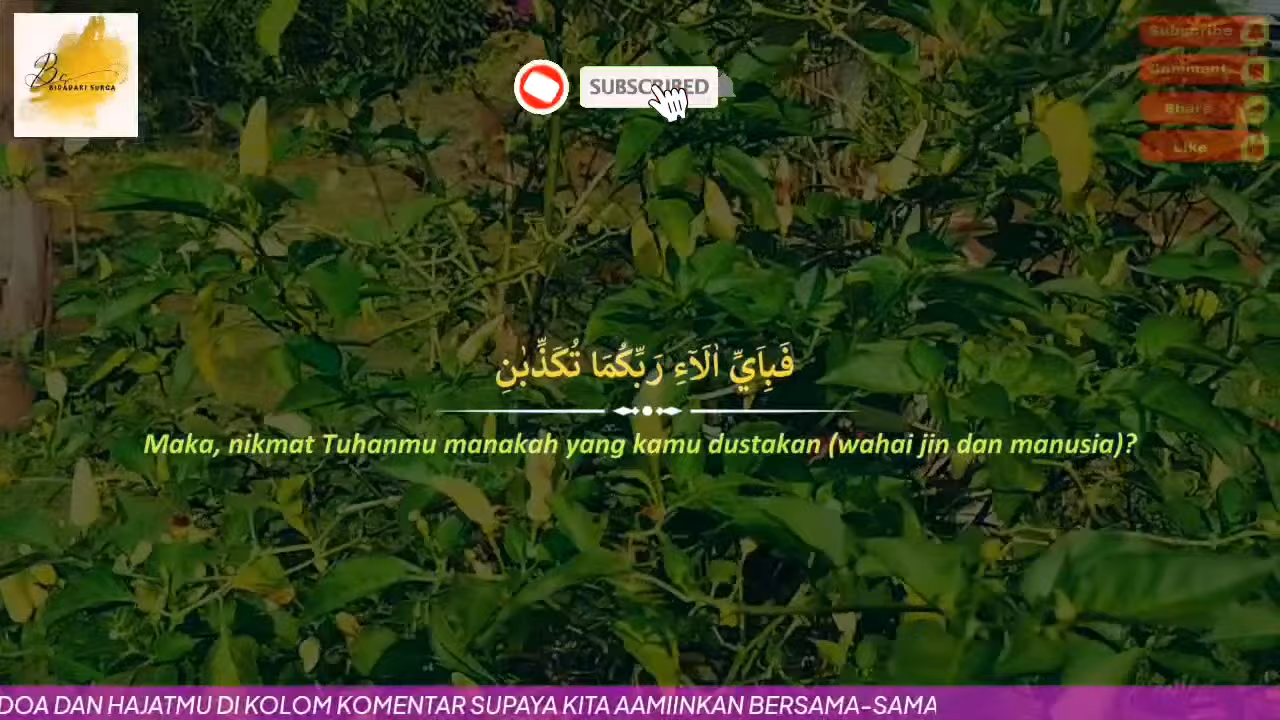 Bs
BIDADARI SURGA
SUBSCRIBED
Subscribe
Comment
Share
Like
فَبِاَيِّ اٰلَاۤءِ رَبِّكُمَا تُكَذِّبٰنِ
Maka, nikmat Tuhanmu manakah yang kamu dustakan (wahai jin dan manusia)?
DOA DAN HAJATMU DI KOLOM KOMENTAR SUPAYA KITA AAMIINKAN BERSAMA-SAMA